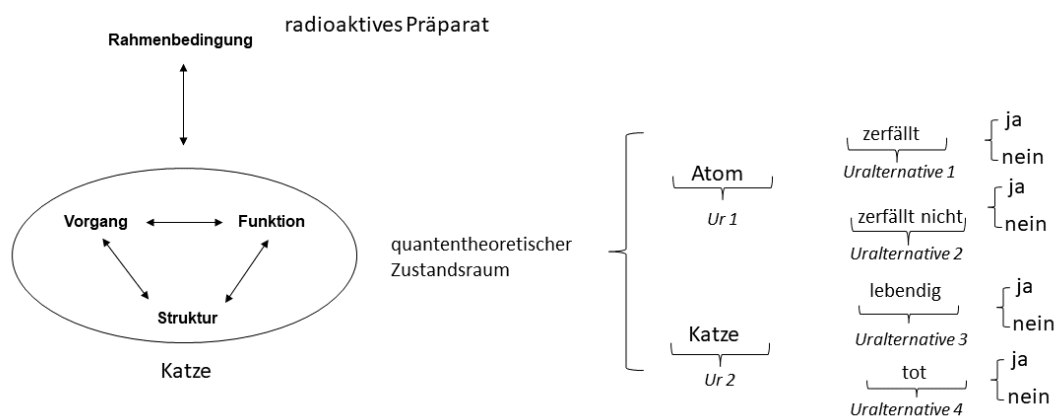 radioaktives Präparat
Rahmenbedingung
Vorgang
Funktion
Struktur
Katze
quantentheoretischer
Zustandsraum
Atom
Ur 1
Katze
Ur 2
zerfällt
Uralternative 1
ja
nein
zerfällt nicht
Uralternative 2
ja
nein
lebendig
Uralternative 3
ja
nein
tot
Uralternative 4
ja
nein